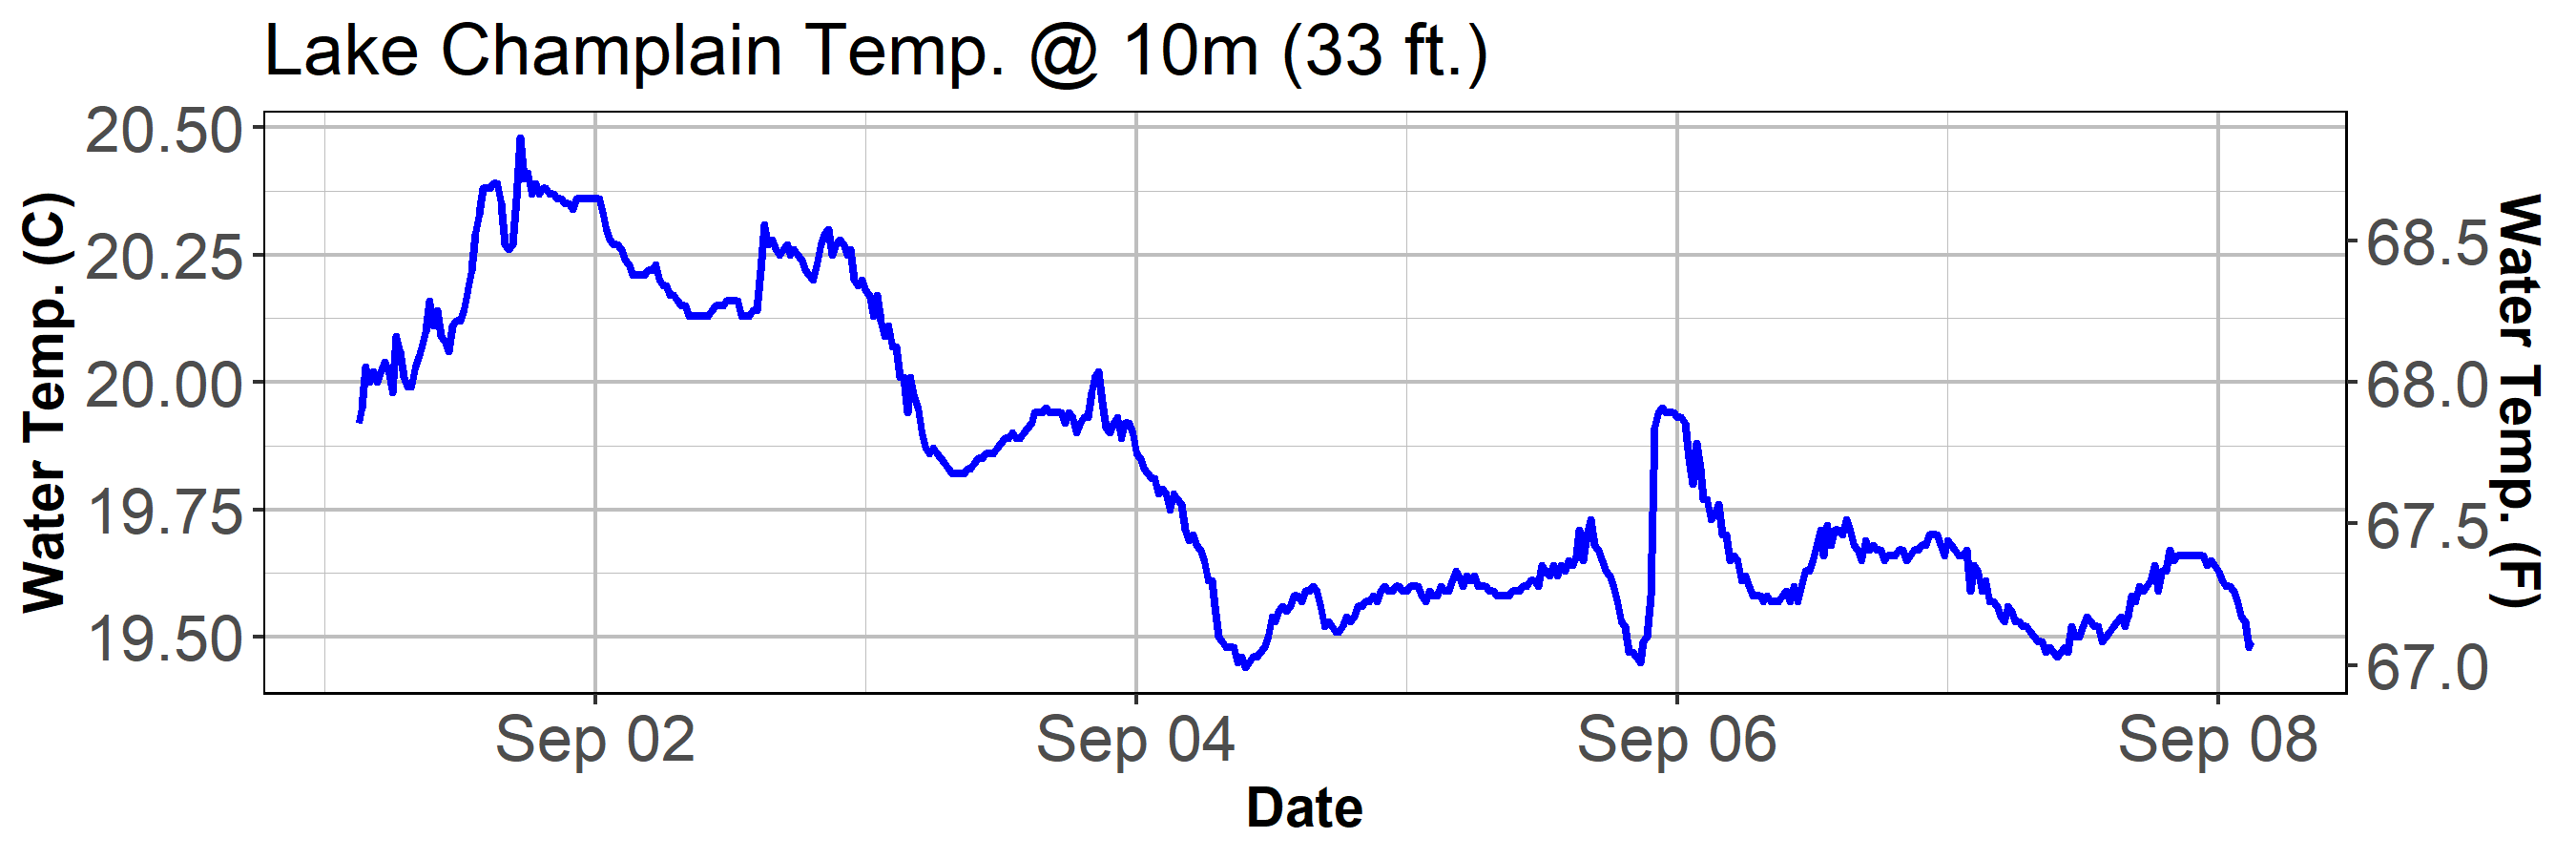 Lake Champlain Temp. @ 10m (33 ft.)
Water Temp. (C)
20.50
20.25
20.00
19.75
19.50
68.5
68.0
67.5
67.0
Water Temp. (F)
Sep 02
Sep 04
Sep 06
Sep 08
Date